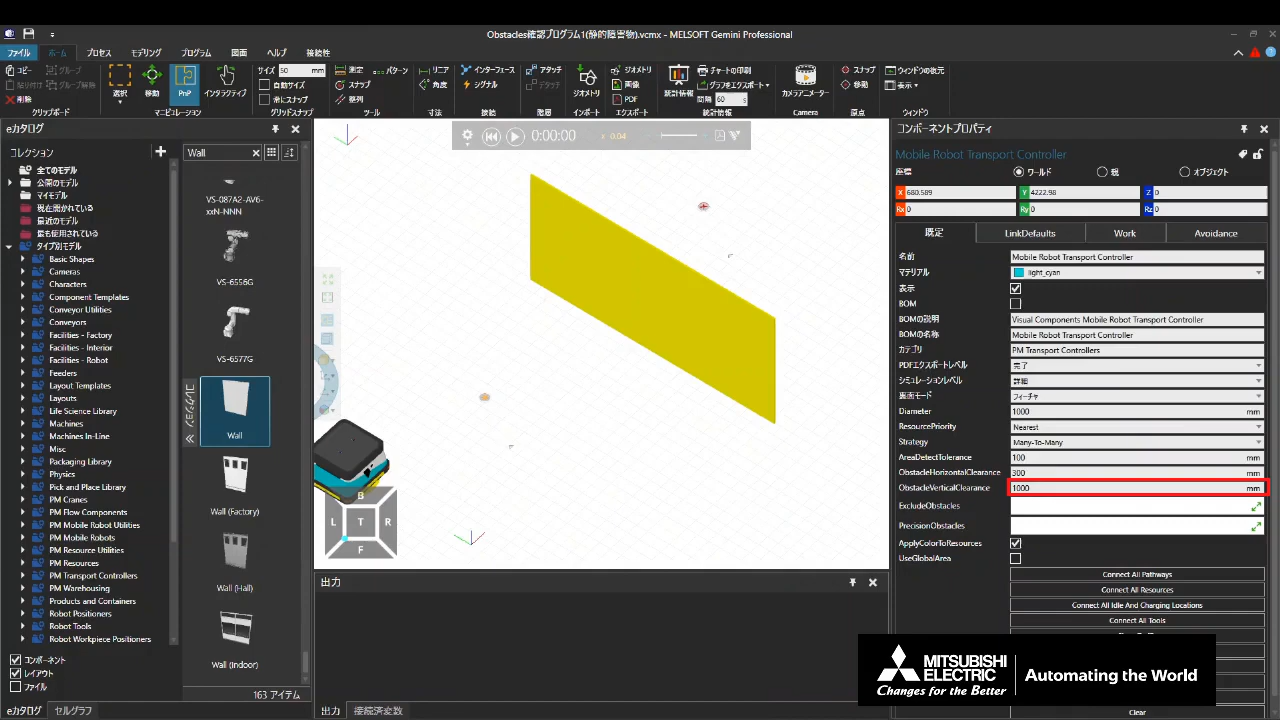 Obstacles確認プログラム1(静的障害物).vcmx - MELSOFT Gemini Professional
ファイル ホーム プロセス モデリング プログラム 図面 ヘルプ 接続性
コピー
貼り付け
削除
グループ
グループ解除
クリップボード
選択
移動
PnP
インタラクティブ
マニピュレーション
サイズ 50 mm
自動サイズ
常にスナップ
グリッドスナップ
測定
スナップ
整列
パターン
ツール
リニア
角度
寸法
インターフェース
シグナル
接続
アタッチ
デタッチ
階層
ジオメトリ
インポート
ジオメトリ
画像
PDF
エクスポート
統計情報
チャートの印刷
グラフをエクスポート
間隔 60 s
統計情報
カメラアニメーター
Camera
スナップ
移動
原点
ウィンドウの復元
表示
ウィンドウ
eカタログ
コレクション
全てのモデル
公開のモデル
マイモデル
現在開かれている
最近のモデル
最も使用されている
タイプ別モデル
Basic Shapes
Cameras
Characters
Component Templates
Conveyor Utilities
Conveyors
Facilities - Factory
Facilities - Interior
Facilities - Robot
Feeders
Layout Templates
Layouts
Life Science Library
Machines
Machines In-Line
Misc
Packaging Library
Physics
Pick and Place Library
PM Cranes
PM Flow Components
PM Mobile Robot Utilities
PM Mobile Robots
PM Resource Utilities
PM Resources
PM Transport Controllers
PM Warehousing
Products and Containers
Robot Positioners
Robot Tools
Robot Workpiece Positioners
コンポーネント
レイアウト
ファイル
eカタログ セルグラフ
Wall
コレクション
VS-087A2-AV6-
xxN-NNN
VS-6556G
VS-6577G
Wall
Wall (Factory)
Wall (Hall)
Wall (Indoor)
163 アイテム
0:00:00
x 0.04
B
L T R
F
出力
出力 接続済変数
コンポーネントプロパティ
Mobile Robot Transport Controller
座標 ワールド 親 オブジェクト
X 680.589 Y 4222.98 Z 0
Rx 0 Ry 0 Rz 0
既定 LinkDefaults Work Avoidance
名前 Mobile Robot Transport Controller
マテリアル light_cyan
表示
BOM
BOMの説明 Visual Components Mobile Robot Transport Controller
BOMの名称 Mobile Robot Transport Controller
カテゴリ PM Transport Controllers
PDFエクスポートレベル 完了
シミュレーションレベル 詳細
裏面モード フィーチャ
Diameter 1000 mm
ResourcePriority Nearest
Strategy Many-To-Many
AreaDetectTolerance 100 mm
ObstacleHorizontalClearance 300 mm
ObstacleVerticalClearance 1000 mm
ExcludeObstacles
PrecisionObstacles
ApplyColorToResources
UseGlobalArea
Connect All Pathways
Connect All Resources
Connect All Idle And Charging Locations
Connect All Tools
Clear
MITSUBISHI
ELECTRIC
Changes for the Better
Automating the World